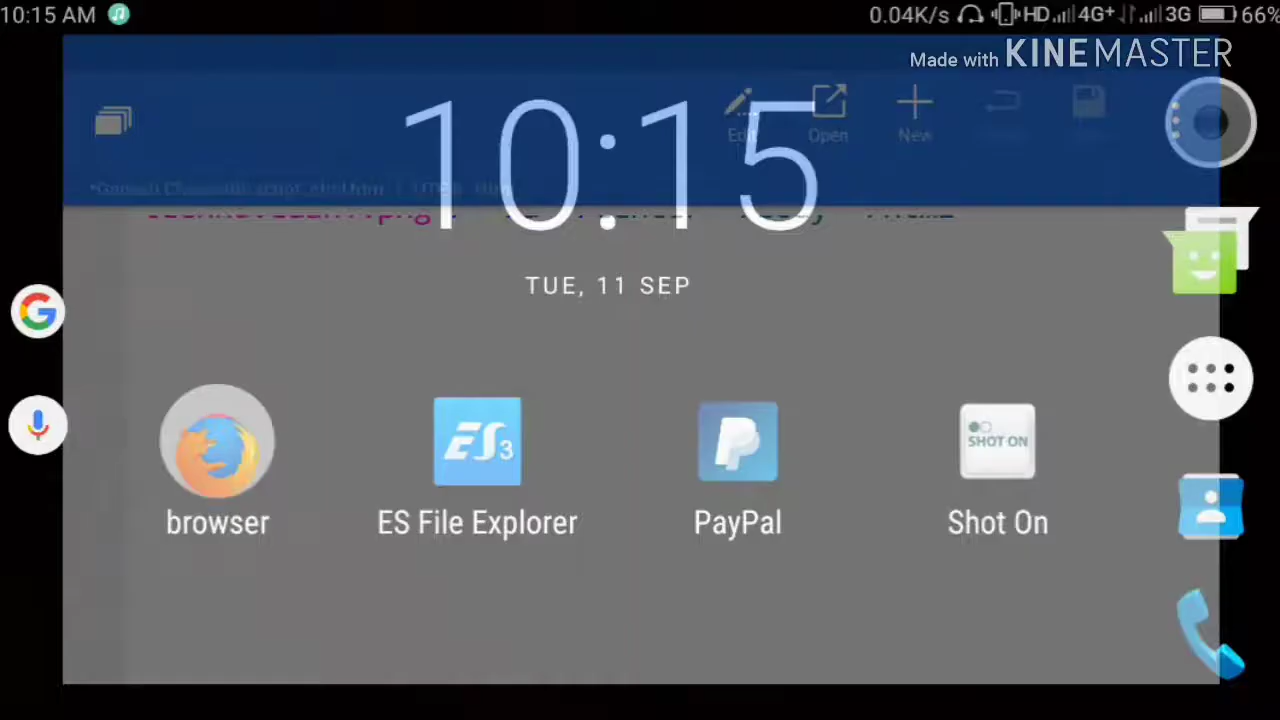 10:15 AM 0.04K/s HD 4G+ 3G 66%
Made with KINEMASTER
Edit Open New
10:15
TUE, 11 SEP
ES3 SHOT ON
browser ES File Explorer PayPal Shot On